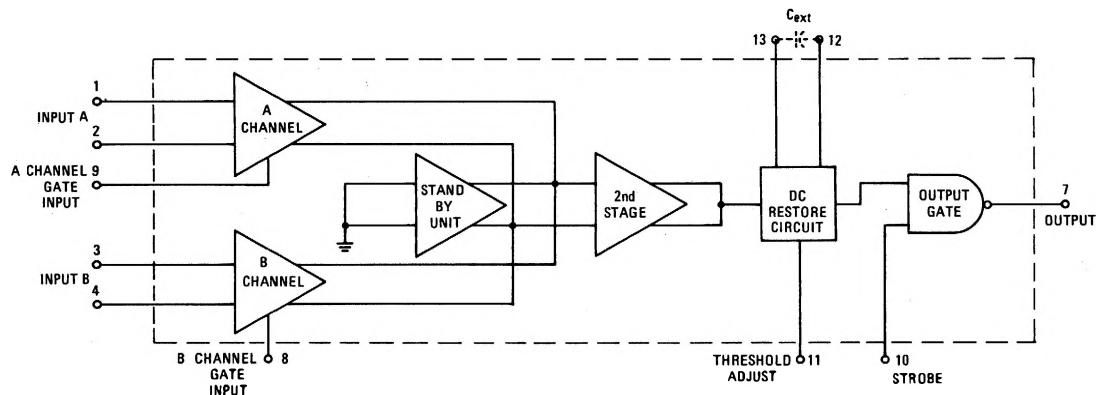 Cext
13 12
1
INPUT A
2
A CHANNEL 9
GATE
INPUT
A
CHANNEL
STAND
BY
UNIT
2nd
STAGE
DC
RESTORE
CIRCUIT
OUTPUT
GATE
7
OUTPUT
3
INPUT B
4
B
CHANNEL
B CHANNEL 8
GATE
INPUT
THRESHOLD 11
ADJUST
10
STROBE